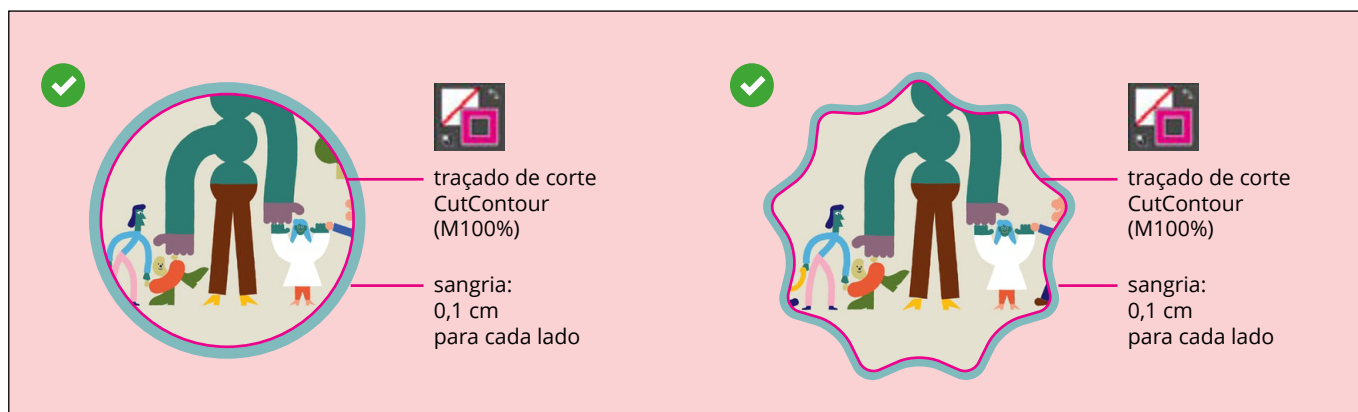 traçado de corte
CutContour
(M100%)
sangria:
0,1 cm
para cada lado
traçado de corte
CutContour
(M100%)
sangria:
0,1 cm
para cada lado